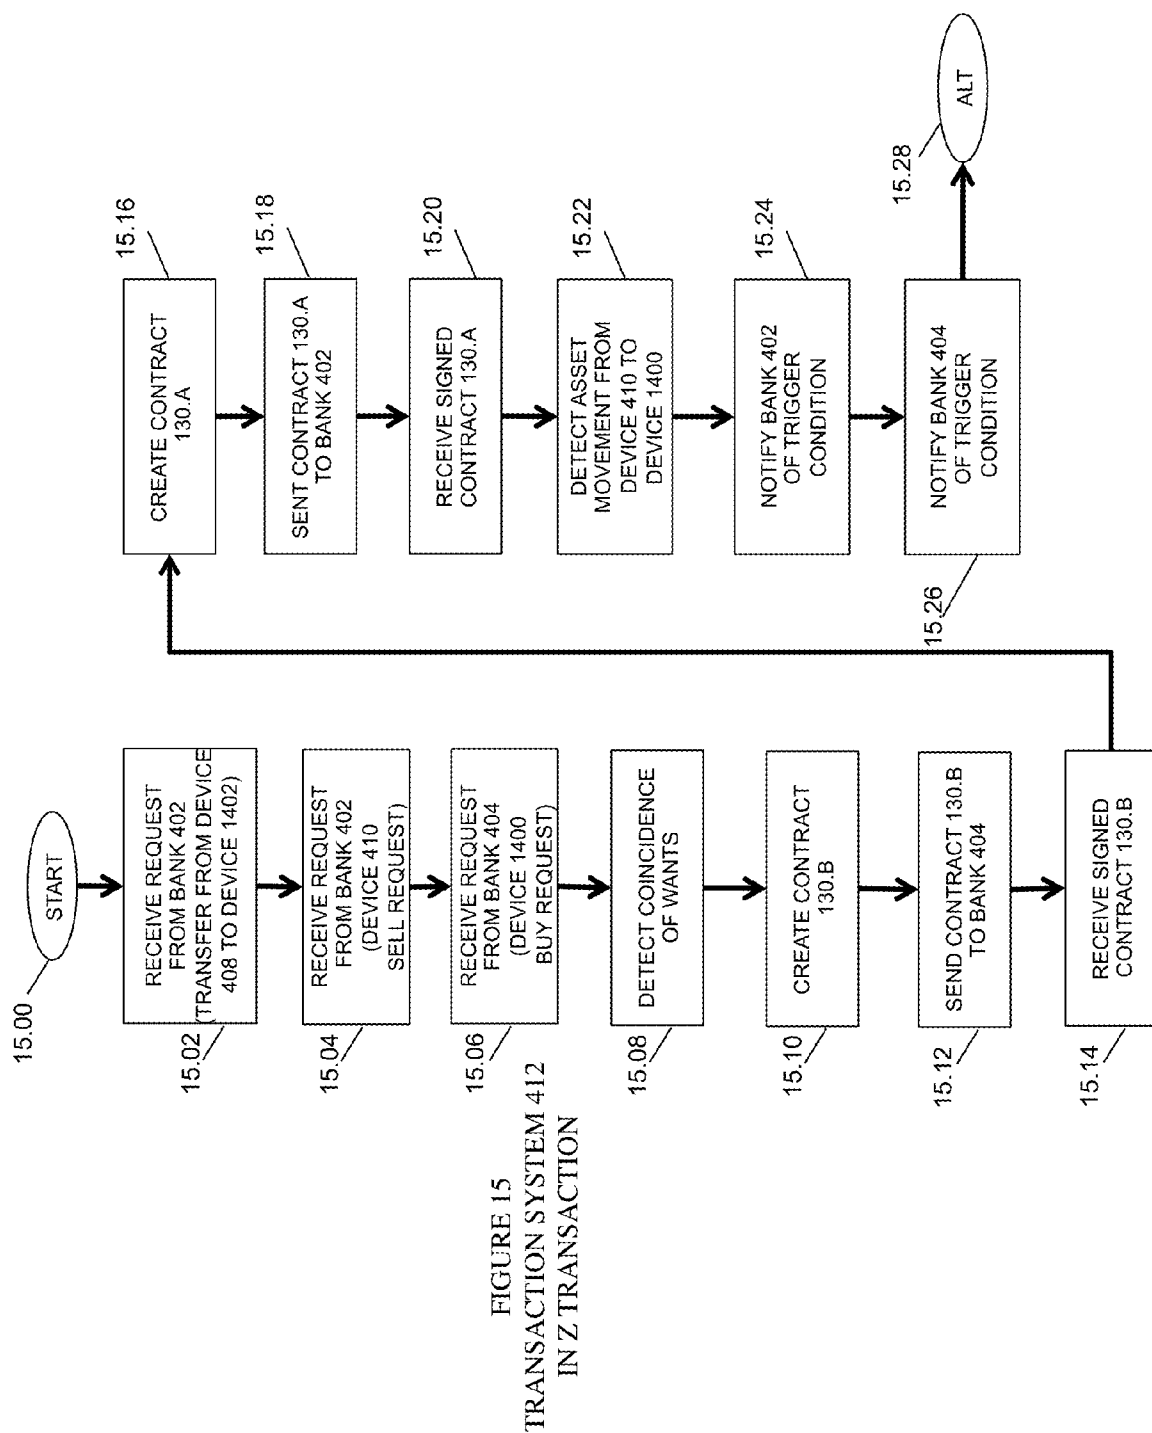 15.00
START
15.02
RECEIVE REQUEST
FROM BANK 402
(TRANSFER FROM DEVICE
408 TO DEVICE 1402)
15.04
RECEIVE REQUEST
FROM BANK 402
(DEVICE 410
SELL REQUEST)
15.06
RECEIVE REQUEST
FROM BANK 404
(DEVICE 1400
BUY REQUEST)
15.08
DETECT COINCIDENCE
OF WANTS
15.10
CREATE CONTRACT
130.B
15.12
SEND CONTRACT 130.B
TO BANK 404
15.14
RECEIVE SIGNED
CONTRACT 130.B
15.16
CREATE CONTRACT
130.A
15.18
SENT CONTRACT 130.A
TO BANK 402
15.20
RECEIVE SIGNED
CONTRACT 130.A
15.22
DETECT ASSET
MOVEMENT FROM
DEVICE 410 TO
DEVICE 1400
15.24
NOTIFY BANK 402
OF TRIGGER
CONDITION
15.26
NOTIFY BANK 404
OF TRIGGER
CONDITION
15.28
ALT
FIGURE 15
TRANSACTION SYSTEM 412
IN Z TRANSACTION